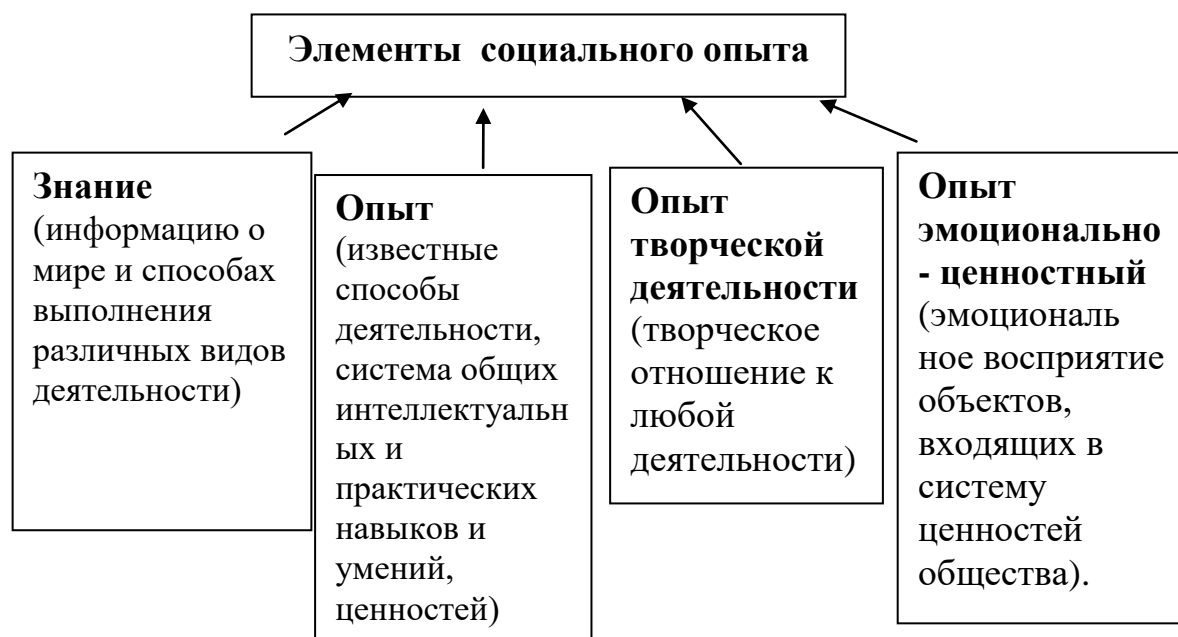 Элементы социального опыта
Знание
(информацию о
мире и способах
выполнения
различных видов
деятельности)
Опыт
(известные
способы
деятельности,
система общих
интеллектуальн
ых и
практических
навыков и
умений,
ценностей)
Опыт
творческой
деятельности
(творческое
отношение к
любой
деятельности)
Опыт
эмоционально
- ценностный
(эмоциональ
ное восприятие
объектов,
входящих в
систему
ценностей
общества).